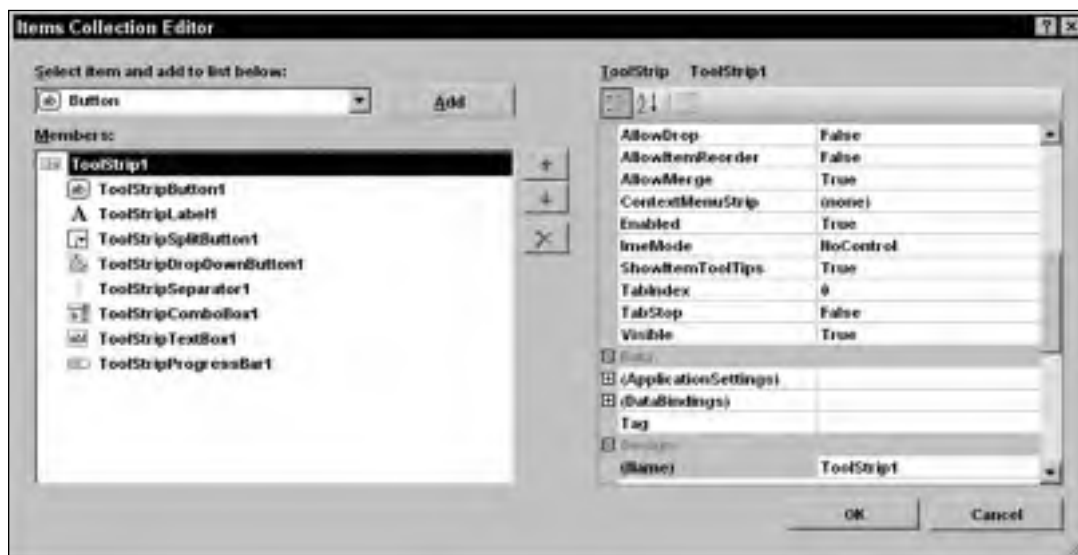 Items Collection Editor
Select item and add to list below:
Button
Add
Members:
ToolStrip1
ToolStripButton1
ToolStripLabel1
ToolStripSplitButton1
ToolStripDropDownButton1
ToolStripSeparator1
ToolStripComboBox1
ToolStripTextBox1
ToolStripProgressBar1
ToolStrip ToolStrip1
AllowDrop False
AllowItemReorder False
AllowMerge True
ContextMenuStrip (none)
Enabled True
ImeMode NoControl
ShowItemToolTips True
TabIndex 0
TabStop False
Visible True
Data
(ApplicationSettings)
(DataBindings)
Tag
Design
(Name) ToolStrip1
OK Cancel